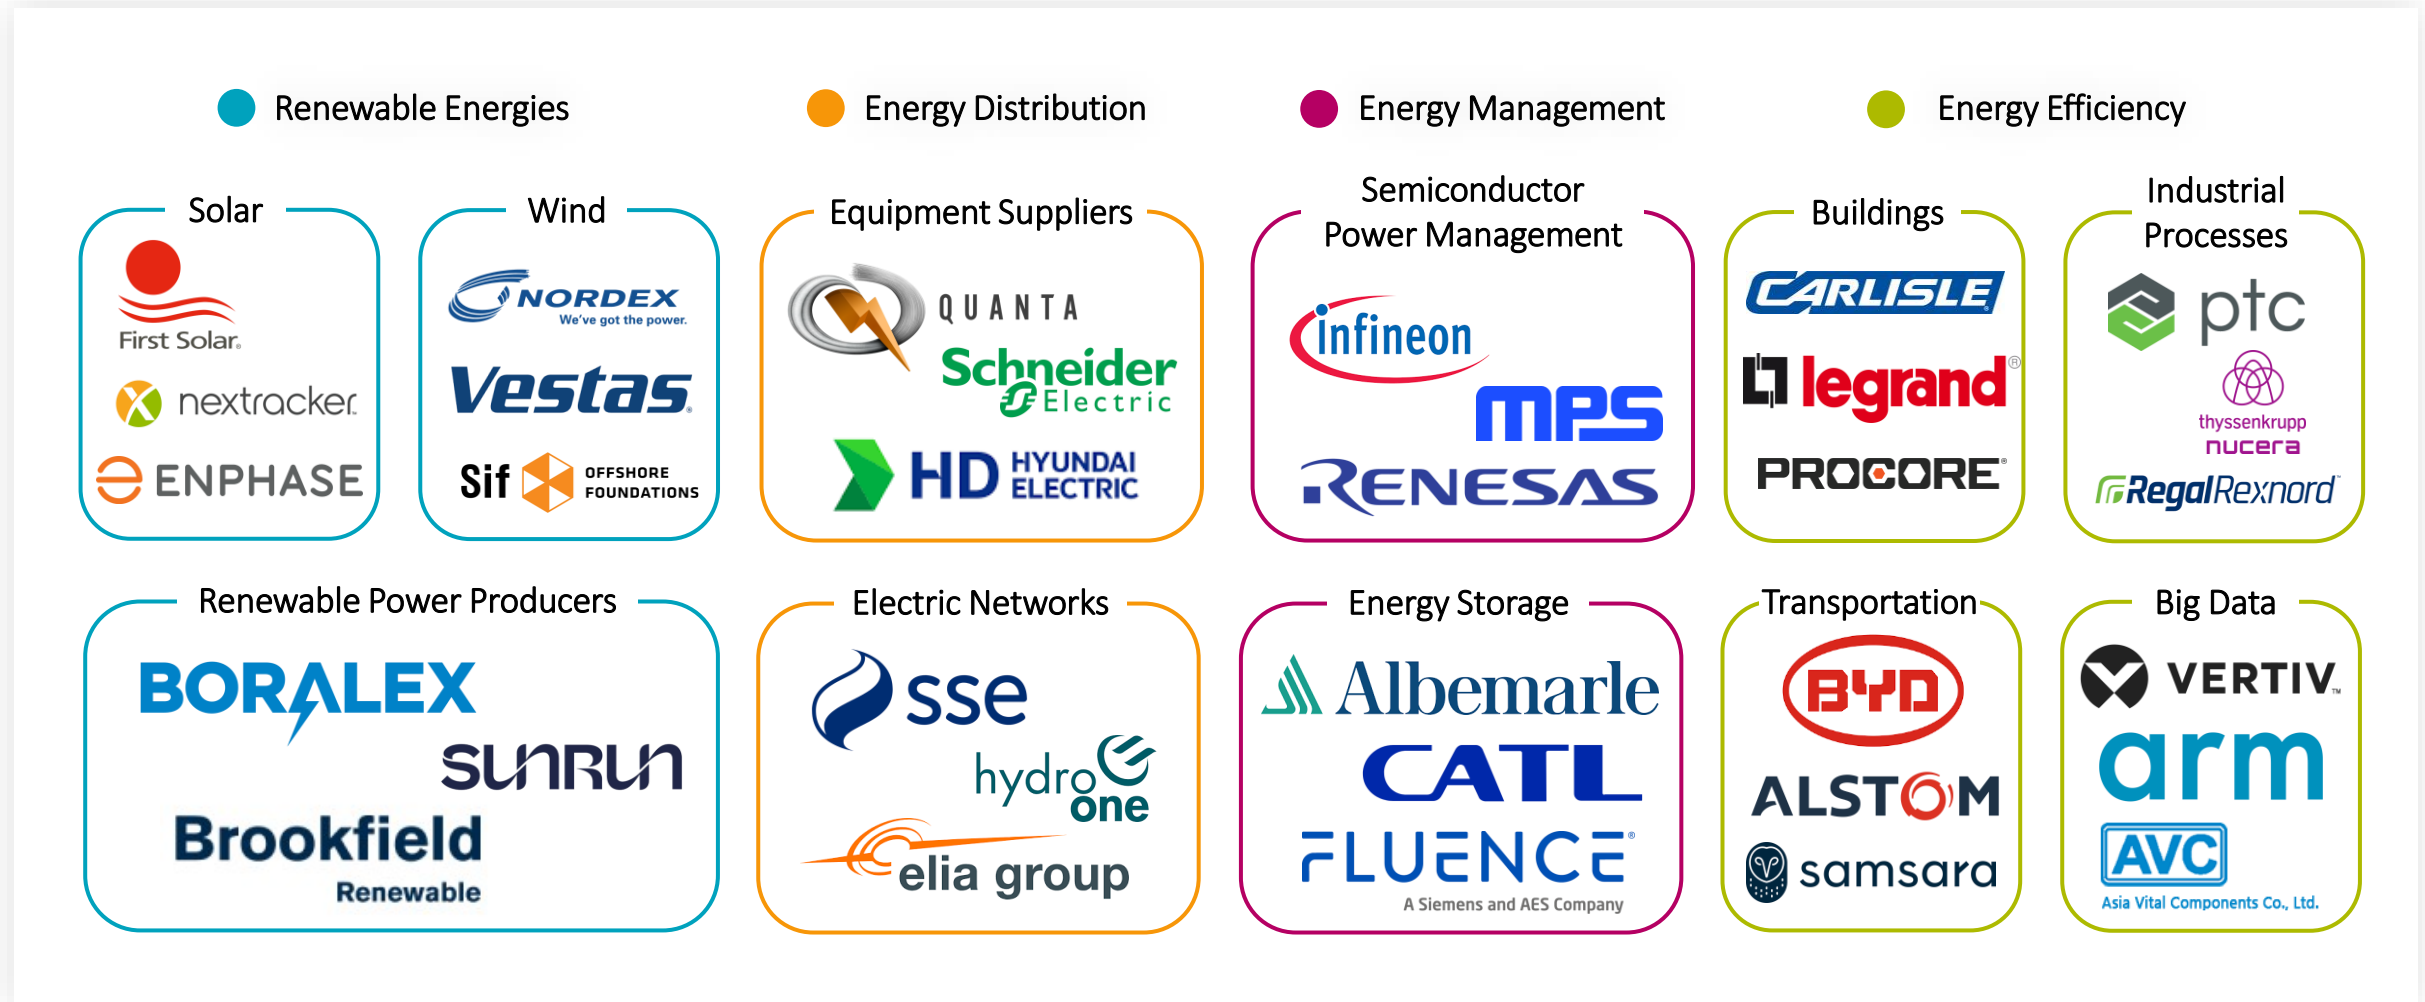 Renewable Energies
Energy Distribution
Energy Management
Energy Efficiency
Solar
First Solar®
nextracker™
ENPHASE
Wind
NORDEX
We've got the power.
Vestas®
Sif
OFFSHORE
FOUNDATIONS
Equipment Suppliers
QUANTA
Schneider
Electric
HD HYUNDAI
ELECTRIC
Semiconductor
Power Management
infineon
MPS
RENESAS
Buildings
CARLISLE
legrand®
PROCORE®
Industrial
Processes
ptc
thyssenkrupp
nucera
RegalRexnord™
Renewable Power Producers
BORALEX
SUNRUN
Brookfield
Renewable
Electric Networks
sse
hydro
one
elia group
Energy Storage
Albemarle
CATL
FLUENCE®
A Siemens and AES Company
Transportation
BYD
ALSTOM
samsara
Big Data
VERTIV™
arm
AVC
Asia Vital Components Co., Ltd.